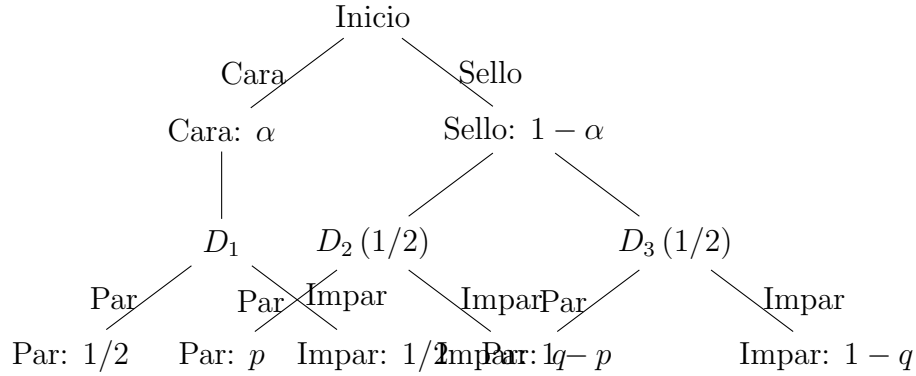 Inicio
Cara Sello
Cara: α Sello: 1 − α
D₁ D₂ (1/2) D₃ (1/2)
Par Par Impar Impar Par Impar
Par: 1/2 Par: p Impar: 1/2 Impar: 1 − p Par: q Impar: 1 − q